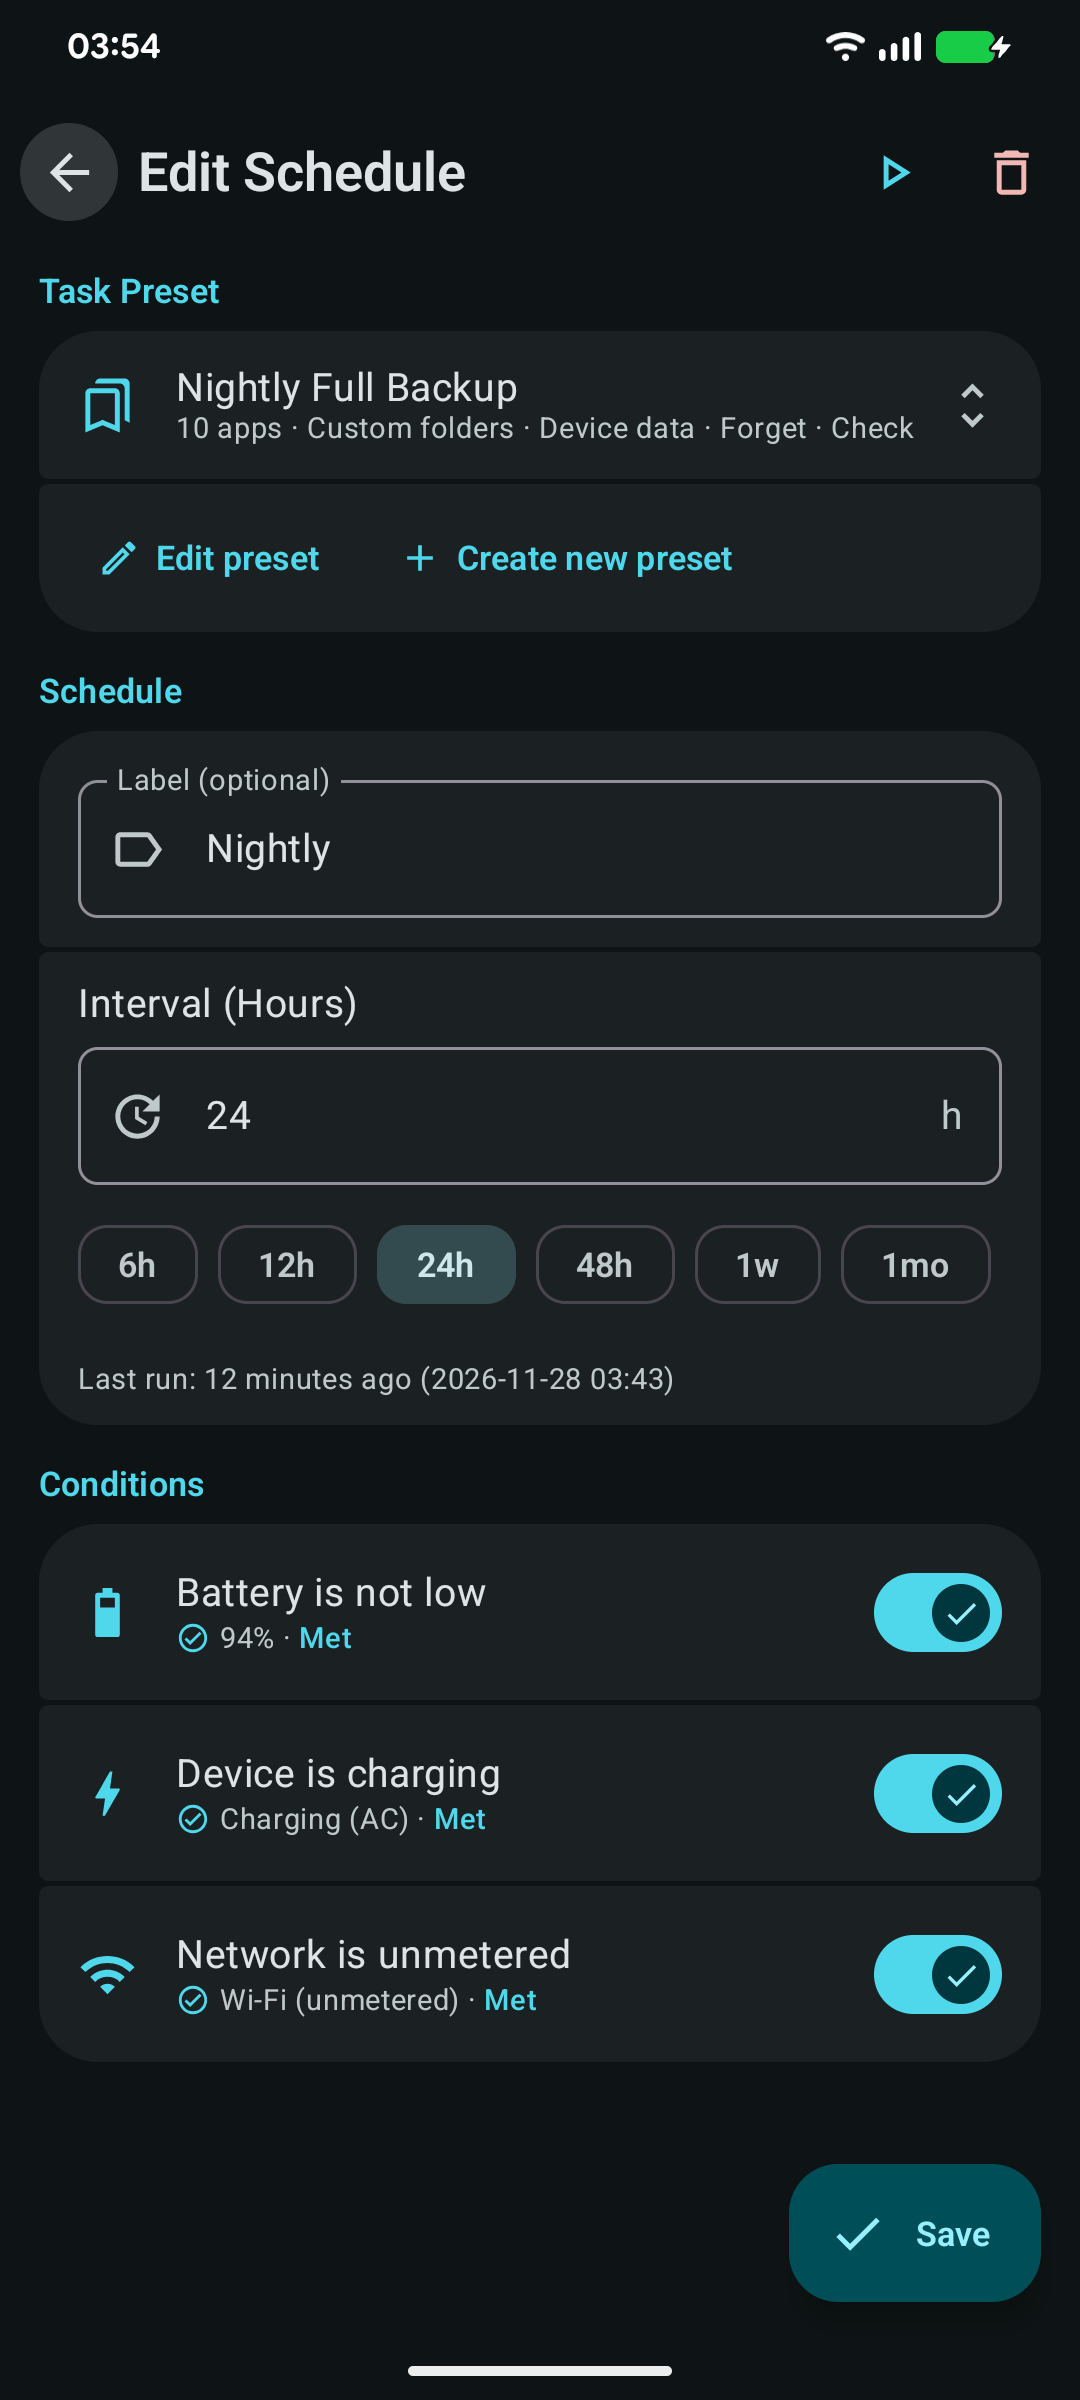 03:54
Edit Schedule
Task Preset
Nightly Full Backup
10 apps · Custom folders · Device data · Forget · Check
Edit preset
Create new preset
Schedule
Label (optional)
Nightly
Interval (Hours)
24 h
6h 12h 24h 48h 1w 1mo
Last run: 12 minutes ago (2026-11-28 03:43)
Conditions
Battery is not low
94% · Met
Device is charging
Charging (AC) · Met
Network is unmetered
Wi-Fi (unmetered) · Met
Save